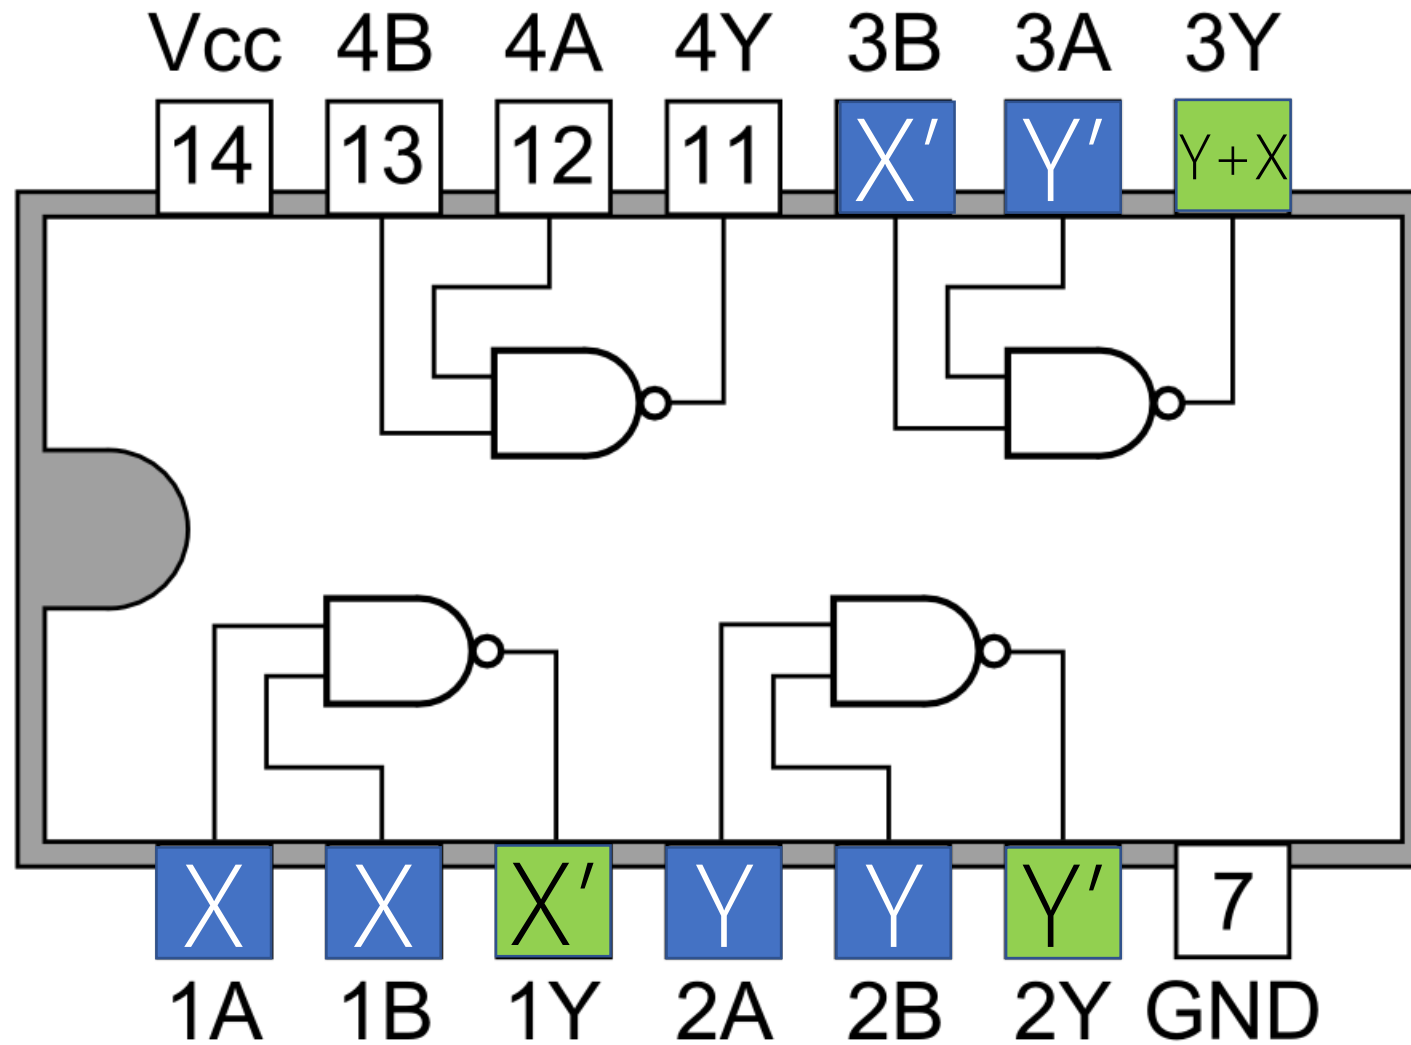 Vcc 4B 4A 4Y 3B 3A 3Y
14 13 12 11 X′ Y′ Y+X
X X X′ Y Y Y′ 7
1A 1B 1Y 2A 2B 2Y GND